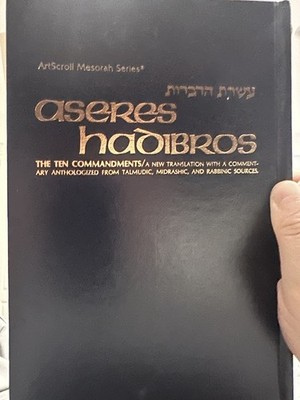 ArtScroll Mesorah Series®
עשרת הדברות
aseres
hadibros
THE TEN COMMANDMENTS/A NEW TRANSLATION WITH A COMMENT-
ARY ANTHOLOGIZED FROM TALMUDIC, MIDRASHIC, AND RABBINIC SOURCES.